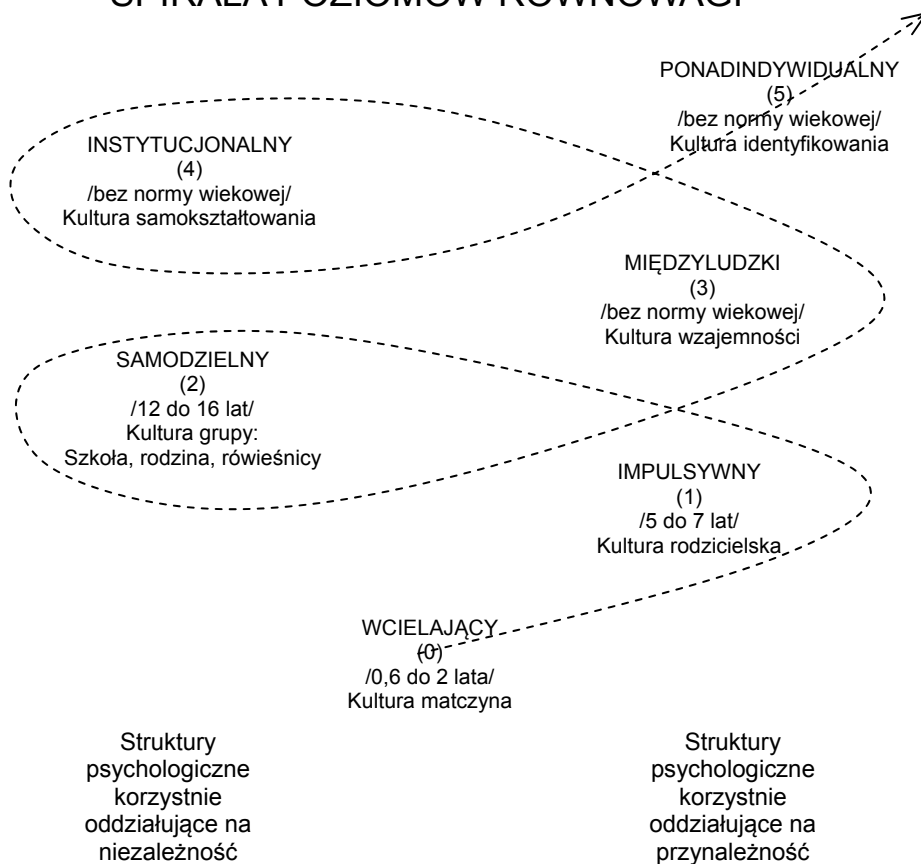 SPIRALA POZIOMÓW RÓWNOWAGI
PONADINDYWIDUALNY
(5)
/bez normy wiekowej/
Kultura identyfikowania
INSTYTUCJONALNY
(4)
/bez normy wiekowej/
Kultura samokształtowania
MIĘDZYLUDZKI
(3)
/bez normy wiekowej/
Kultura wzajemności
SAMODZIELNY
(2)
/12 do 16 lat/
Kultura grupy:
Szkoła, rodzina, rówieśnicy
IMPULSYWNY
(1)
/5 do 7 lat/
Kultura rodzicielska
WCIELAJĄCY
(0)
/0,6 do 2 lata/
Kultura matczyna
Struktury
psychologiczne
korzystnie
oddziałujące na
niezależność
Struktury
psychologiczne
korzystnie
oddziałujące na
przynależność